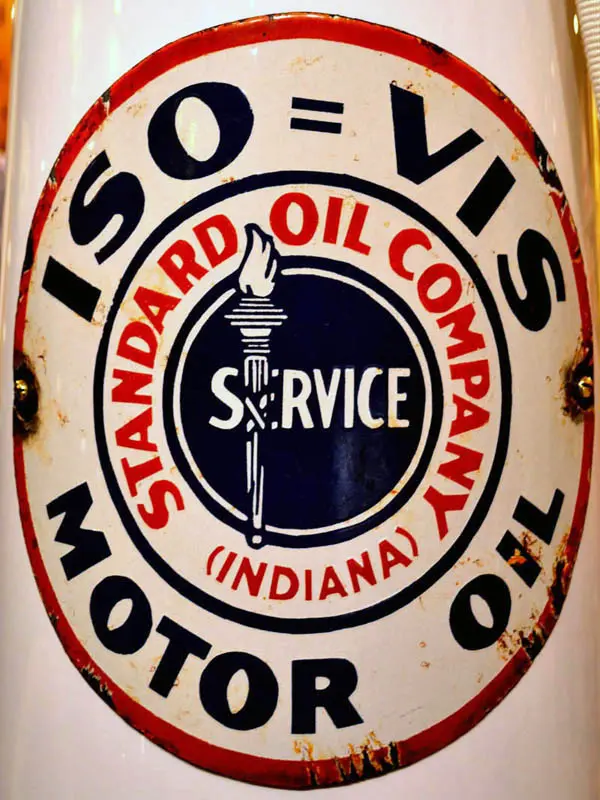 ISO=VIS
MOTOR OIL
STANDARD OIL COMPANY
(INDIANA)
SERVICE